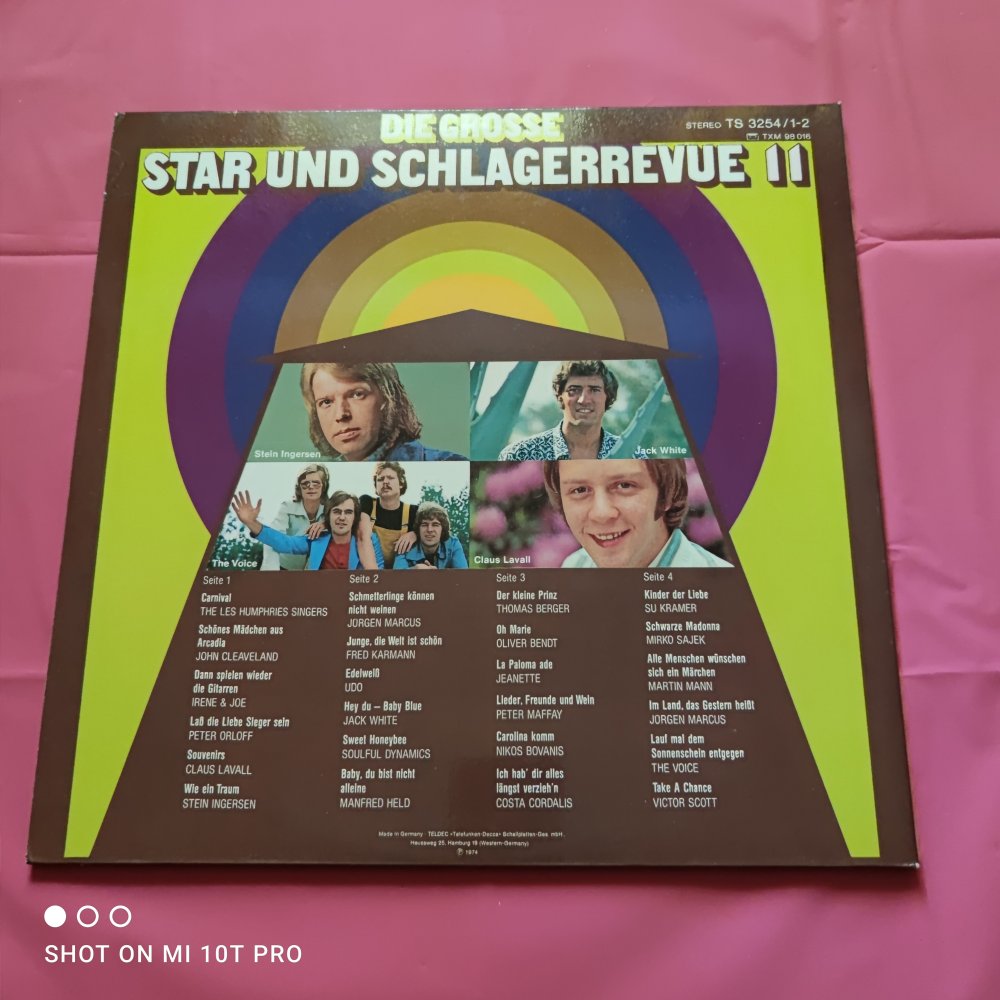 DIE GROSSE
STEREO TS 3254/1-2
TXM 98 016
STAR UND SCHLAGERREVUE 11
Stein Ingersen
Jack White
The Voice
Claus Lavall
Seite 1
Carnival
THE LES HUMPHRIES SINGERS
Schönes Mädchen aus
Arcadia
JOHN CLEAVELAND
Dann spielen wieder
die Gitarren
IRENE & JOE
Laß die Liebe Sieger sein
PETER ORLOFF
Souvenirs
CLAUS LAVALL
Wie ein Traum
STEIN INGERSEN
Seite 2
Schmetterlinge können
nicht weinen
JÖRGEN MARCUS
Junge, die Welt ist schön
FRED KARMANN
Edelweiß
UDO
Hey du – Baby Blue
JACK WHITE
Sweet Honeybee
SOULFUL DYNAMICS
Baby, du bist nicht
alleine
MANFRED HELD
Seite 3
Der kleine Prinz
THOMAS BERGER
Oh Marie
OLIVER BENDT
La Paloma ade
JEANETTE
Lieder, Freunde und Wein
PETER MAFFAY
Carolina komm
NIKOS BOVANIS
Ich hab' dir alles
längst verzieh'n
COSTA CORDALIS
Seite 4
Kinder der Liebe
SU KRAMER
Schwarze Madonna
MIRKO SAJEK
Alle Menschen wünschen
sich ein Märchen
MARTIN MANN
Im Land, das Gestern heißt
JÖRGEN MARCUS
Lauf mal dem
Sonnenschein entgegen
THE VOICE
Take A Chance
VICTOR SCOTT
Made in Germany TELDEC »Telefunken-Decca« Schallplatten-Ges. mbH.
Heussweg 25, Hamburg 19 (Western-Germany)
Ⓟ 1974
SHOT ON MI 10T PRO